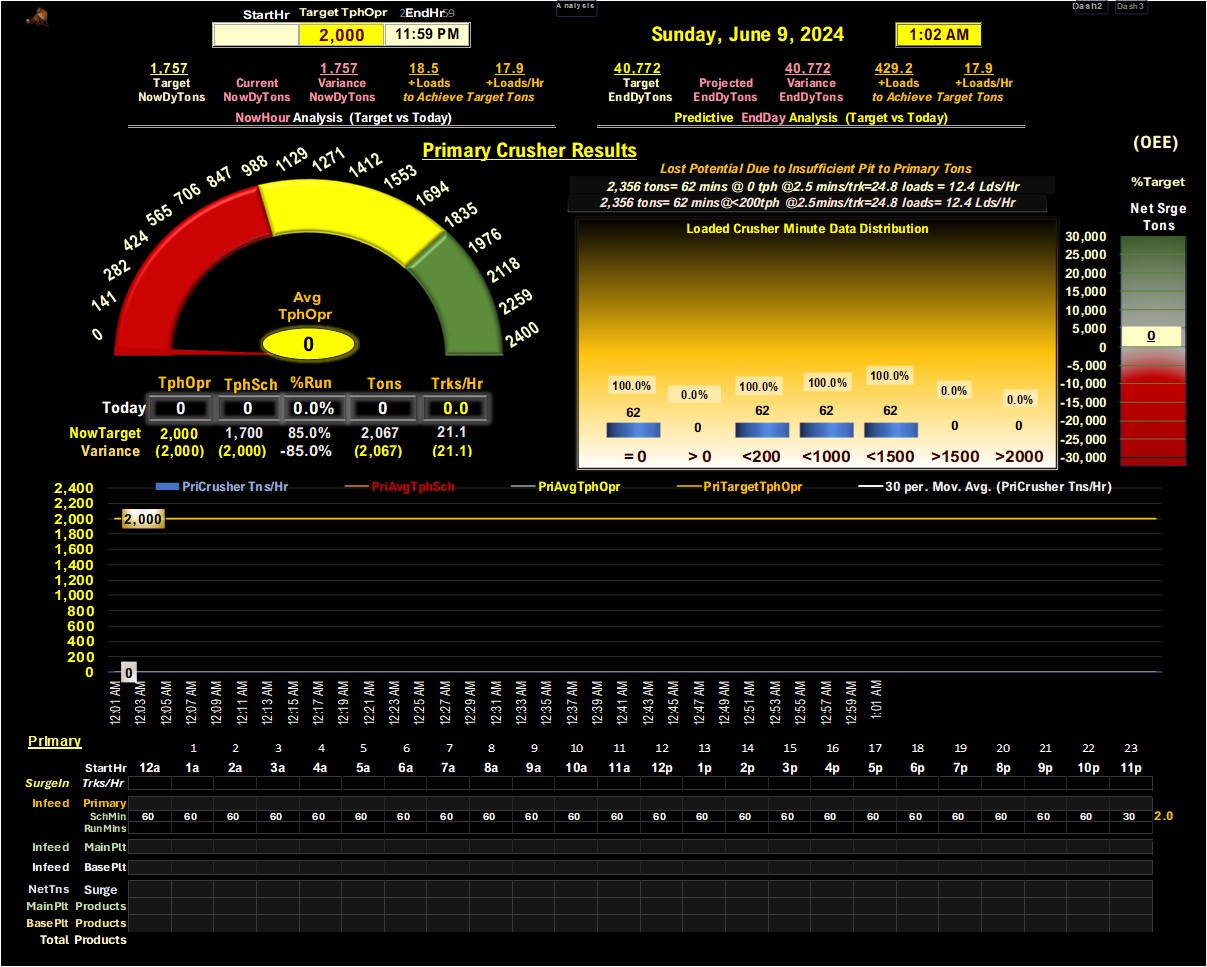 Analysis
Dash2 Dash3
StartHr Target TphOpr EndHr
2,000 11:59 PM
Sunday, June 9, 2024 1:02 AM
1,757 1,757 18.5 17.9
Target Current Variance +Loads +Loads/Hr
NowDyTons NowDyTons NowDyTons to Achieve Target Tons
NowHour Analysis (Target vs Today)
40,772 40,772 429.2 17.9
Target Projected Variance +Loads +Loads/Hr
EndDyTons EndDyTons EndDyTons to Achieve Target Tons
Predictive EndDay Analysis (Target vs Today)
Primary Crusher Results
0 141 282 424 565 706 847 988 1129 1271 1412 1553 1694 1835 1976 2118 2259 2400
Avg
TphOpr
0
TphOpr TphSch %Run Tons Trks/Hr
Today 0 0 0.0% 0 0.0
NowTarget 2,000 1,700 85.0% 2,067 21.1
Variance (2,000) (2,000) -85.0% (2,067) (21.1)
Lost Potential Due to Insufficient Pit to Primary Tons
2,356 tons= 62 mins @ 0 tph @2.5 mins/trk=24.8 loads = 12.4 Lds/Hr
2,356 tons= 62 mins@<200tph @2.5mins/trk=24.8 loads = 12.4 Lds/Hr
Loaded Crusher Minute Data Distribution
100.0% 0.0% 100.0% 100.0% 100.0% 0.0% 0.0%
62 0 62 62 62 0 0
= 0 > 0 <200 <1000 <1500 >1500 >2000
(OEE)
%Target
Net Srge
Tons
30,000
25,000
20,000
15,000
10,000
5,000
0
0
-5,000
-10,000
-15,000
-20,000
-25,000
-30,000
PriCrusher Tns/Hr PriAvgTphSch PriAvgTphOpr PriTargetTphOpr 30 per. Mov. Avg. (PriCrusher Tns/Hr)
2,400
2,200
2,000 2,000
1,800
1,600
1,400
1,200
1,000
800
600
400
200
0 0
12:01 AM 12:03 AM 12:05 AM 12:07 AM 12:09 AM 12:11 AM 12:13 AM 12:15 AM 12:17 AM 12:19 AM 12:21 AM 12:23 AM 12:25 AM 12:27 AM 12:29 AM 12:31 AM 12:33 AM 12:35 AM 12:37 AM 12:39 AM 12:41 AM 12:43 AM 12:45 AM 12:47 AM 12:49 AM 12:51 AM 12:53 AM 12:55 AM 12:57 AM 12:59 AM 1:01 AM
Primary
1 2 3 4 5 6 7 8 9 10 11 12 13 14 15 16 17 18 19 20 21 22 23
StartHr 12a 1a 2a 3a 4a 5a 6a 7a 8a 9a 10a 11a 12p 1p 2p 3p 4p 5p 6p 7p 8p 9p 10p 11p
SurgeIn Trks/Hr
Infeed Primary
SchMin 60 60 60 60 60 60 60 60 60 60 60 60 60 60 60 60 60 60 60 60 60 60 60 30 2.0
RunMins
Infeed MainPlt
Infeed BasePlt
NetTns Surge
MainPlt Products
BasePlt Products
Total Products